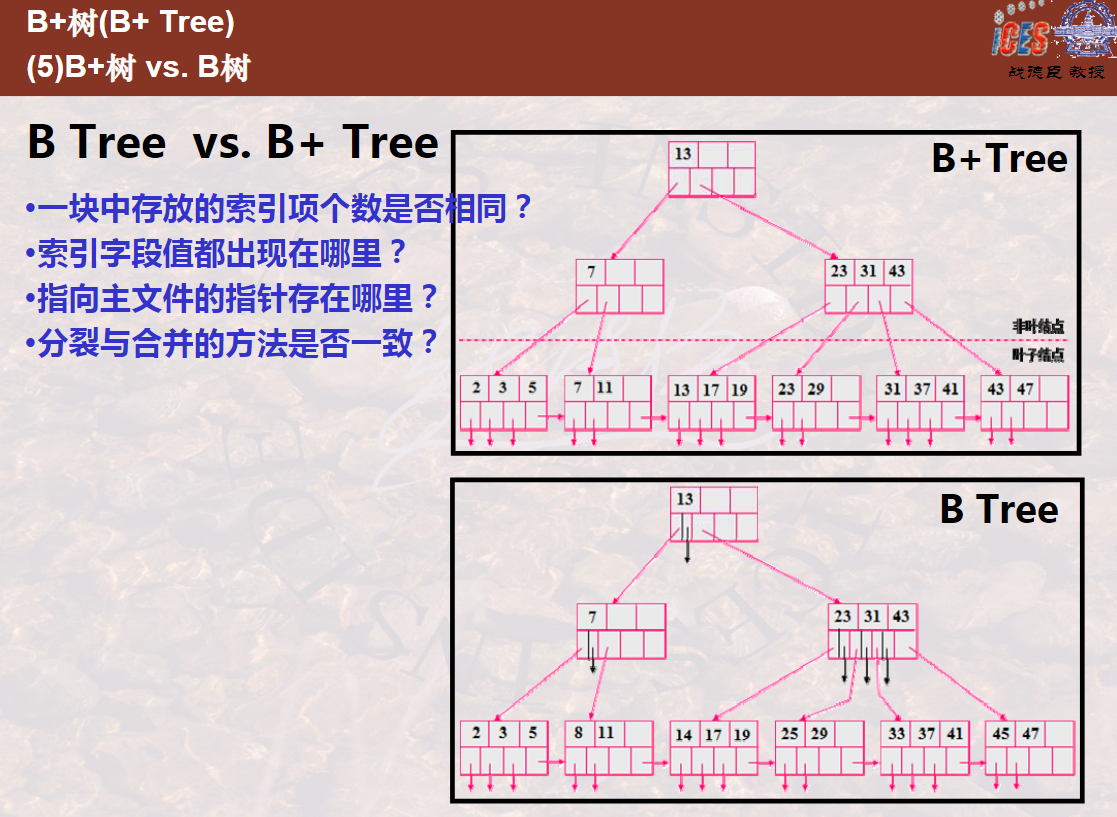 B+树(B+ Tree)
(5)B+树 vs. B树
iCES
战德臣 教授
B Tree vs. B+ Tree
•一块中存放的索引项个数是否相同？
•索引字段值都出现在哪里？
•指向主文件的指针存在哪里？
•分裂与合并的方法是否一致？
B+Tree
13
7
23 31 43
非叶结点
叶子结点
2 3 5
7 11
13 17 19
23 29
31 37 41
43 47
B Tree
13
7
23 31 43
2 3 5
8 11
14 17 19
25 29
33 37 41
45 47